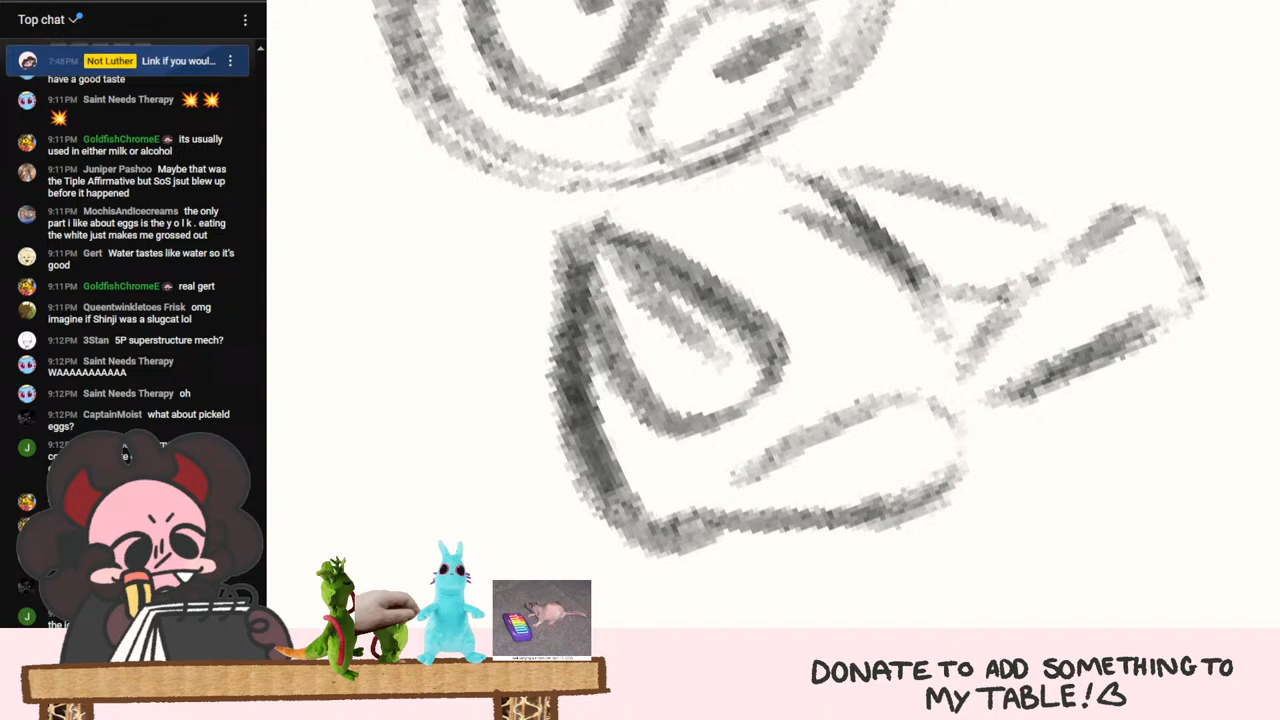 Top chat
7:48PM Not Luther Link if you woul...
have a good taste
9:11PM Saint Needs Therapy
9:11PM GoldfishChromeE its usually
used in either milk or alcohol
9:11PM Juniper Pashoo Maybe that was
the Tiple Affirmative but SoS jsut blew up
before it happened
9:11PM MochisAndIcecreams the only
part i like about eggs is the y o l k . eating
the white just makes me grossed out
9:11PM Gert Water tastes like water so it's
good
9:11PM GoldfishChromeE real gert
9:11PM Queentwinkletoes Frisk omg
imagine if Shinji was a slugcat lol
9:12PM 3Stan 5P superstructure mech?
9:12PM Saint Needs Therapy
WAAAAAAAAAA
9:12PM Saint Needs Therapy oh
9:12PM CaptainMoist what about pickeld
eggs?
J
J
DONATE TO ADD SOMETHING TO
MY TABLE!